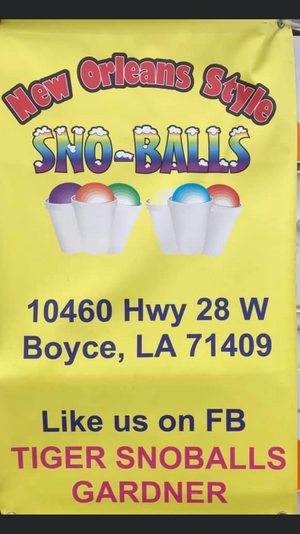 New Orleans Style
SNO-BALLS
10460 Hwy 28 W
Boyce, LA 71409
Like us on FB
TIGER SNOBALLS
GARDNER